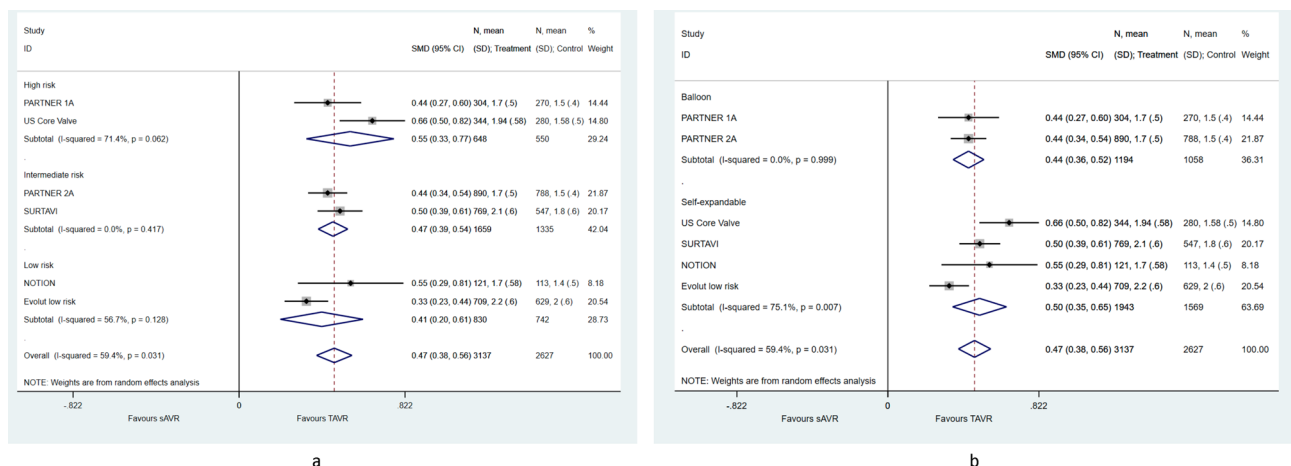 Study N, mean N, mean %
ID SMD (95% CI) (SD); Treatment (SD); Control Weight
High risk
PARTNER 1A 0.44 (0.27, 0.60) 304, 1.7 (.5) 270, 1.5 (.4) 14.44
US Core Valve 0.66 (0.50, 0.82) 344, 1.94 (.58) 280, 1.58 (.5) 14.80
Subtotal (I-squared = 71.4%, p = 0.062) 0.55 (0.33, 0.77) 648 550 29.24
.
Intermediate risk
PARTNER 2A 0.44 (0.34, 0.54) 890, 1.7 (.5) 788, 1.5 (.4) 21.87
SURTAVI 0.50 (0.39, 0.61) 769, 2.1 (.6) 547, 1.8 (.6) 20.17
Subtotal (I-squared = 0.0%, p = 0.417) 0.47 (0.39, 0.54) 1659 1335 42.04
.
Low risk
NOTION 0.55 (0.29, 0.81) 121, 1.7 (.58) 113, 1.4 (.5) 8.18
Evolut low risk 0.33 (0.23, 0.44) 709, 2.2 (.6) 629, 2 (.6) 20.54
Subtotal (I-squared = 56.7%, p = 0.128) 0.41 (0.20, 0.61) 830 742 28.73
.
Overall (I-squared = 59.4%, p = 0.031) 0.47 (0.38, 0.56) 3137 2627 100.00
NOTE: Weights are from random effects analysis
-.822 0 .822
Favours sAVR Favours TAVR
a
Study N, mean N, mean %
ID SMD (95% CI) (SD); Treatment (SD); Control Weight
Balloon
PARTNER 1A 0.44 (0.27, 0.60) 304, 1.7 (.5) 270, 1.5 (.4) 14.44
PARTNER 2A 0.44 (0.34, 0.54) 890, 1.7 (.5) 788, 1.5 (.4) 21.87
Subtotal (I-squared = 0.0%, p = 0.999) 0.44 (0.36, 0.52) 1194 1058 36.31
.
Self-expandable
US Core Valve 0.66 (0.50, 0.82) 344, 1.94 (.58) 280, 1.58 (.5) 14.80
SURTAVI 0.50 (0.39, 0.61) 769, 2.1 (.6) 547, 1.8 (.6) 20.17
NOTION 0.55 (0.29, 0.81) 121, 1.7 (.58) 113, 1.4 (.5) 8.18
Evolut low risk 0.33 (0.23, 0.44) 709, 2.2 (.6) 629, 2 (.6) 20.54
Subtotal (I-squared = 75.1%, p = 0.007) 0.50 (0.35, 0.65) 1943 1569 63.69
.
Overall (I-squared = 59.4%, p = 0.031) 0.47 (0.38, 0.56) 3137 2627 100.00
NOTE: Weights are from random effects analysis
-.822 0 .822
Favours sAVR Favours TAVR
b